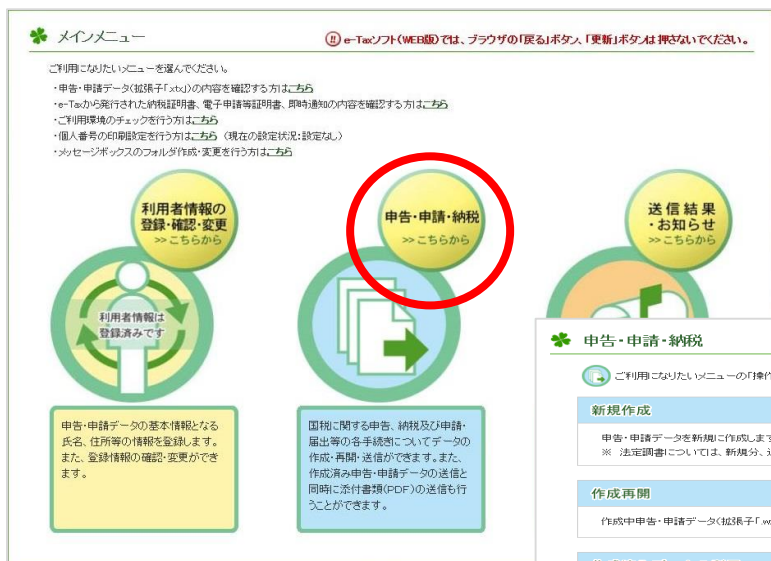 メインメニュー
!! e-Taxソフト(WEB版)では、ブラウザの「戻る」ボタン、「更新」ボタンは押さないでください。
ご利用になりたいメニューを選んでください。
・申告・申請データ(拡張子「.xtx」)の内容を確認する方はこちら
・e-Taxから発行された納税証明書、電子申請等証明書、即時通知の内容を確認する方はこちら
・ご利用環境のチェックを行う方はこちら
・個人番号の印刷設定を行う方はこちら (現在の設定状況:設定なし)
・メッセージボックスのフォルダ作成・変更を行う方はこちら
利用者情報の
登録・確認・変更
>>こちらから
申告・申請・納税
>>こちらから
送信結果
・お知らせ
>>こちらから
利用者情報は
登録済みです
申告・申請データの基本情報となる
氏名、住所等の情報を登録します。
また、登録情報の確認・変更ができ
ます。
国税に関する申告、納税及び申請・
届出等の各手続きについてデータの
作成・再開・送信ができます。また、
作成済み申告・申請データの送信と
同時に添付書類(PDF)の送信も行
うことができます。
申告・申請・納税
ご利用になりたいメニューの「操作
新規作成
申告・申請データを新規に作成します
※ 法定調書については、新規分、
作成再開
作成中申告・申請データ(拡張子「.w